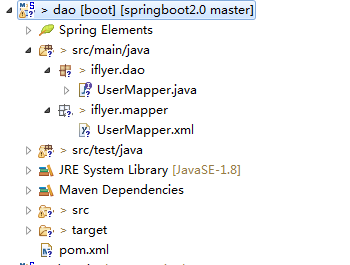 > dao [boot] [springboot2.0 master]
Spring Elements
> src/main/java
> iflyer.dao
> UserMapper.java
> iflyer.mapper
UserMapper.xml
> src/test/java
JRE System Library [JavaSE-1.8]
Maven Dependencies
> src
> target
pom.xml